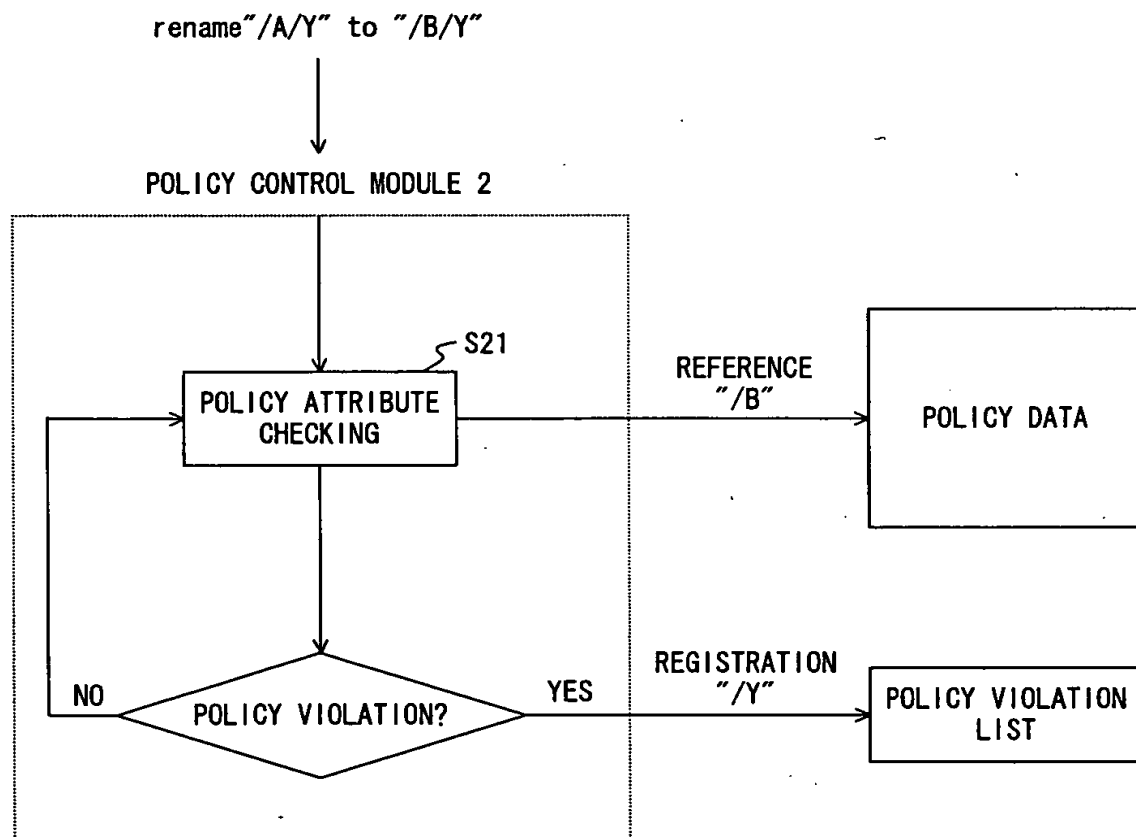 rename"/A/Y" to "/B/Y"
POLICY CONTROL MODULE 2
S21
POLICY ATTRIBUTE
CHECKING
REFERENCE
"/B"
POLICY DATA
NO
POLICY VIOLATION?
YES
REGISTRATION
"/Y"
POLICY VIOLATION
LIST